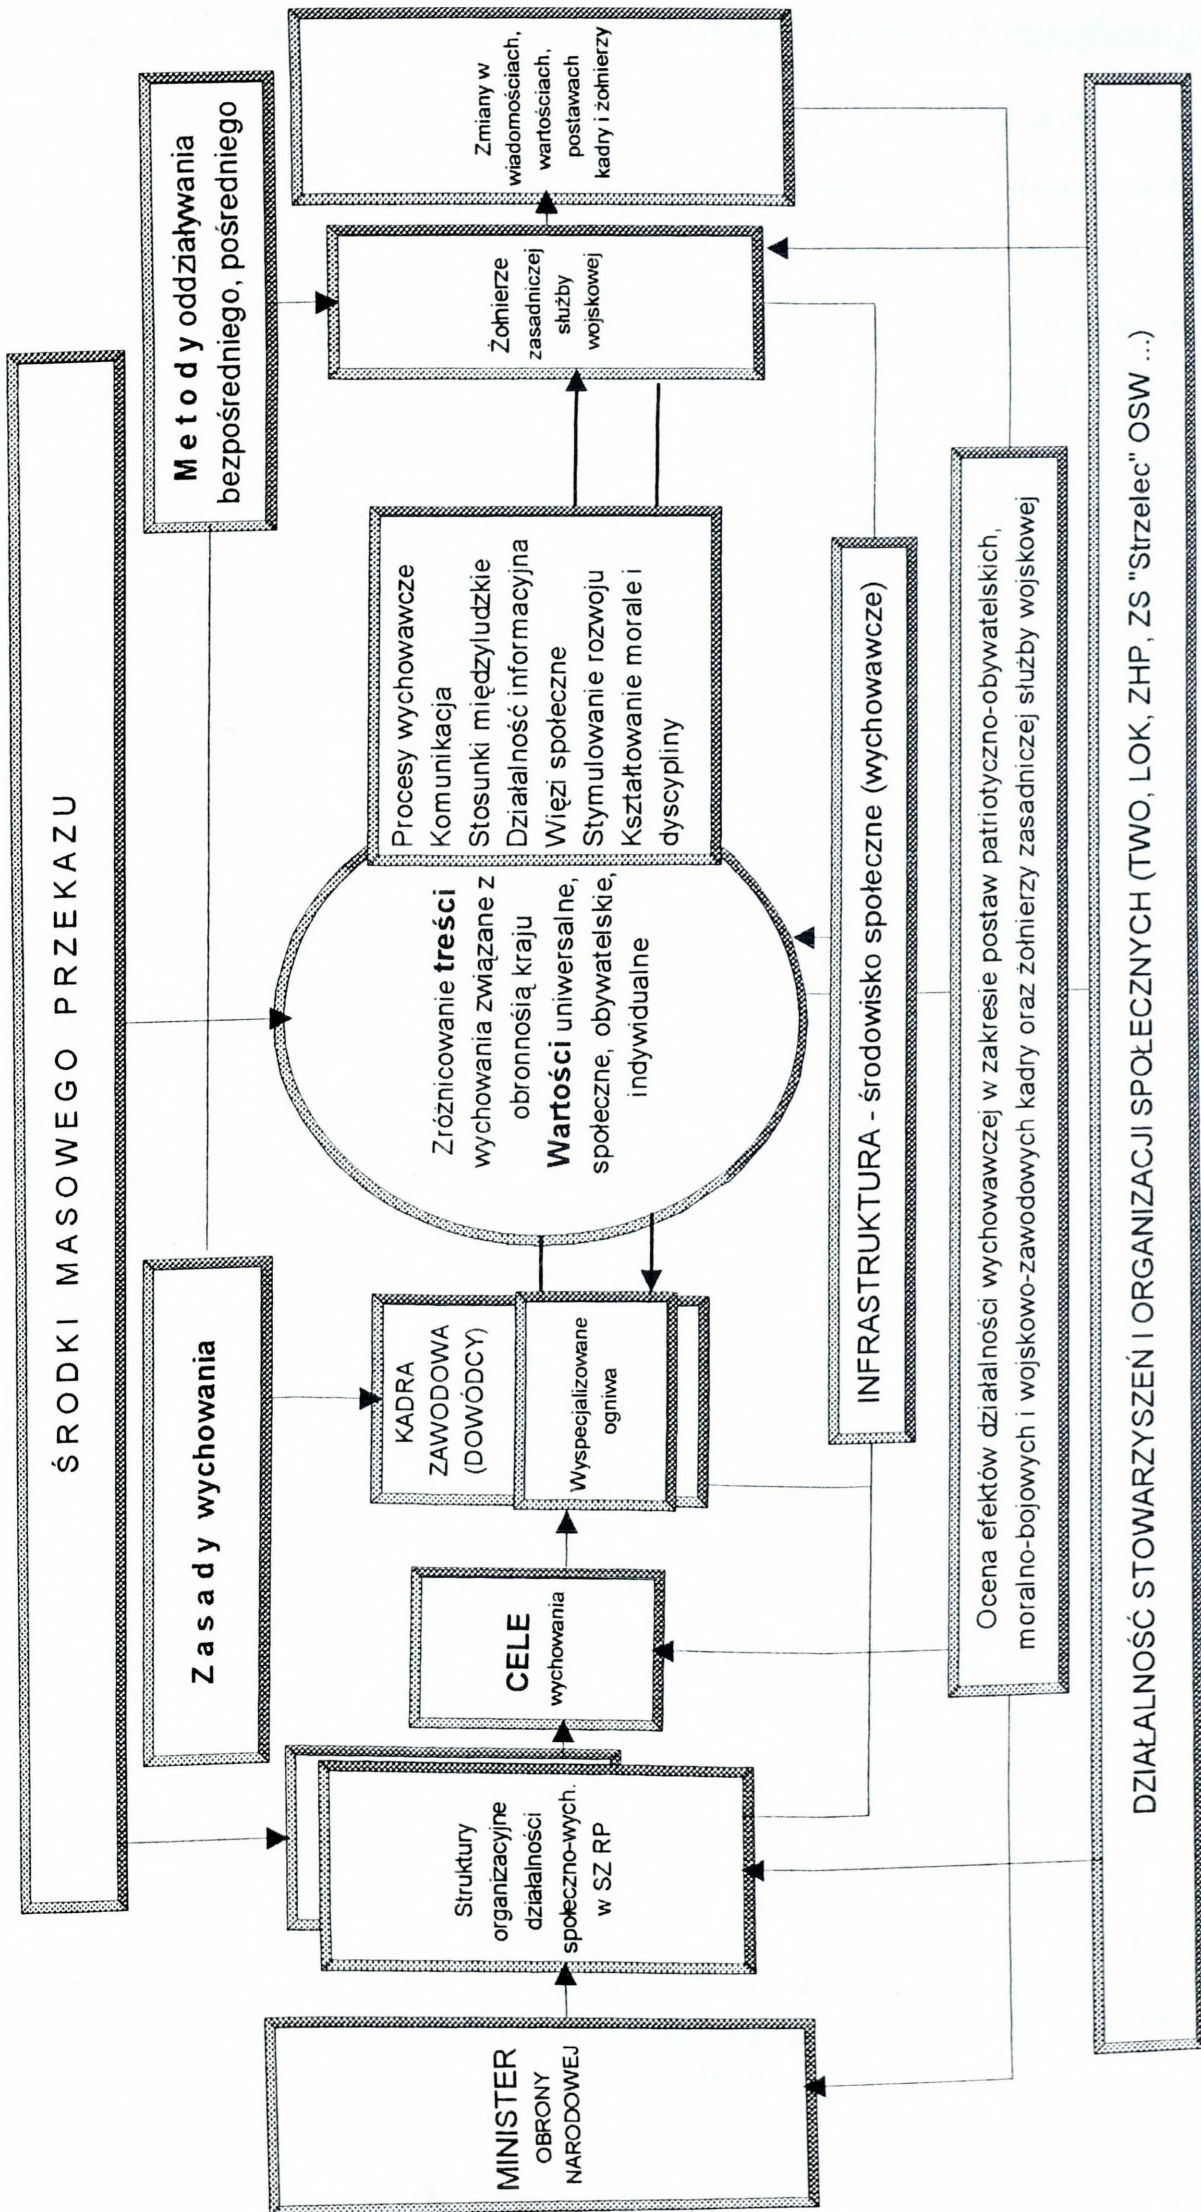 ŚRODKI MASOWEGO PRZEKAZU
Zasady wychowania
Metody oddziaływania
bezpośredniego, pośredniego
MINISTER
OBRONY
NARODOWEJ
Struktury
organizacyjne
działalności
społeczno-wych.
w SZ RP
CELE
wychowania
KADRA
ZAWODOWA
(DOWÓDCY)
Wyspecjalizowane
ogniwa
Zróżnicowanie treści
wychowania związane z
obronnośią kraju
Wartości uniwersalne,
społeczne, obywatelskie,
indywidualne
Procesy wychowawcze
Komunikacja
Stosunki międzyludzkie
Działalność informacyjna
Więzi społeczne
Stymulowanie rozwoju
Kształtowanie morale i
dyscypliny
Żołnierze
zasadniczej
służby
wojskowej
Zmiany w
wiadomościach,
wartościach,
postawach
kadry i żołnierzy
INFRASTRUKTURA - środowisko społeczne (wychowawcze)
Ocena efektów działalności wychowawczej w zakresie postaw patriotyczno-obywatelskich,
moralno-bojowych i wojskowo-zawodowych kadry oraz żołnierzy zasadniczej służby wojskowej
DZIAŁALNOŚĆ STOWARZYSZEŃ I ORGANIZACJI SPOŁECZNYCH (TWO, LOK, ZHP, ZS "Strzelec" OSW ...)